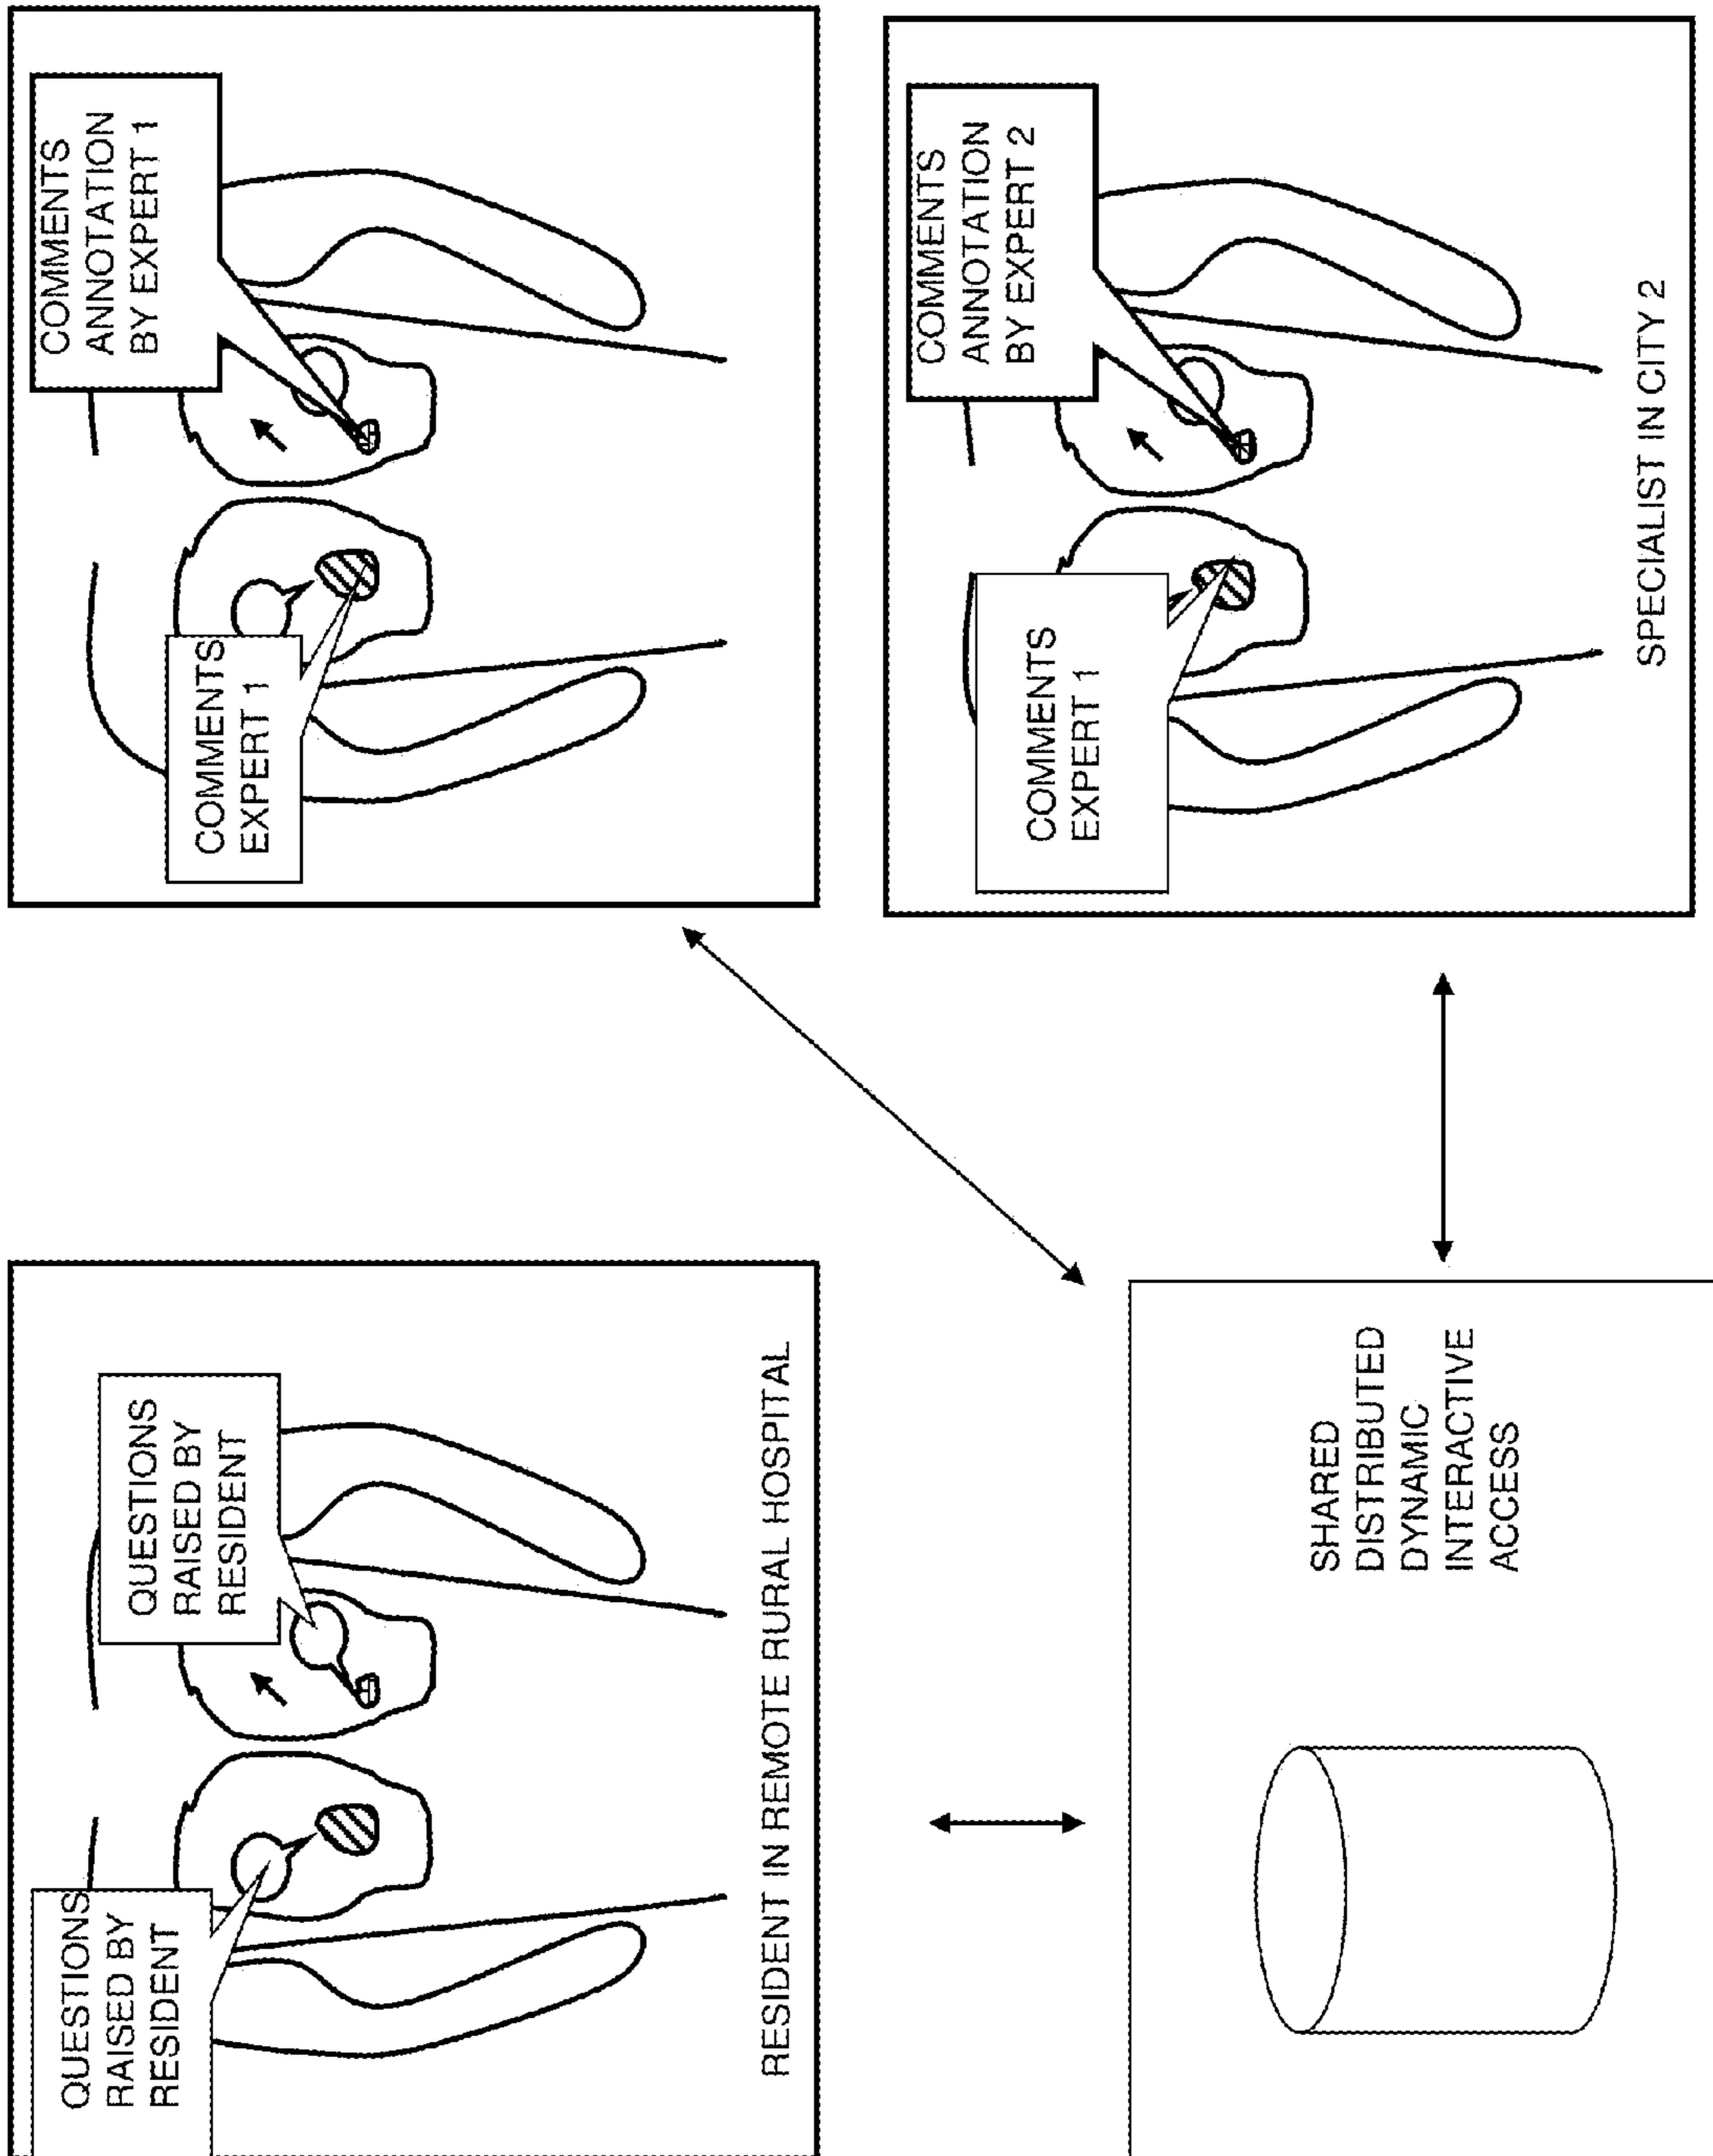 QUESTIONS
RAISED BY
RESIDENT
QUESTIONS
RAISED BY
RESIDENT
RESIDENT IN REMOTE RURAL HOSPITAL
COMMENTS
ANNOTATION
BY EXPERT 1
COMMENTS
EXPERT 1
SHARED
DISTRIBUTED
DYNAMIC
INTERACTIVE
ACCESS
COMMENTS
ANNOTATION
BY EXPERT 2
COMMENTS
EXPERT 1
SPECIALIST IN CITY 2